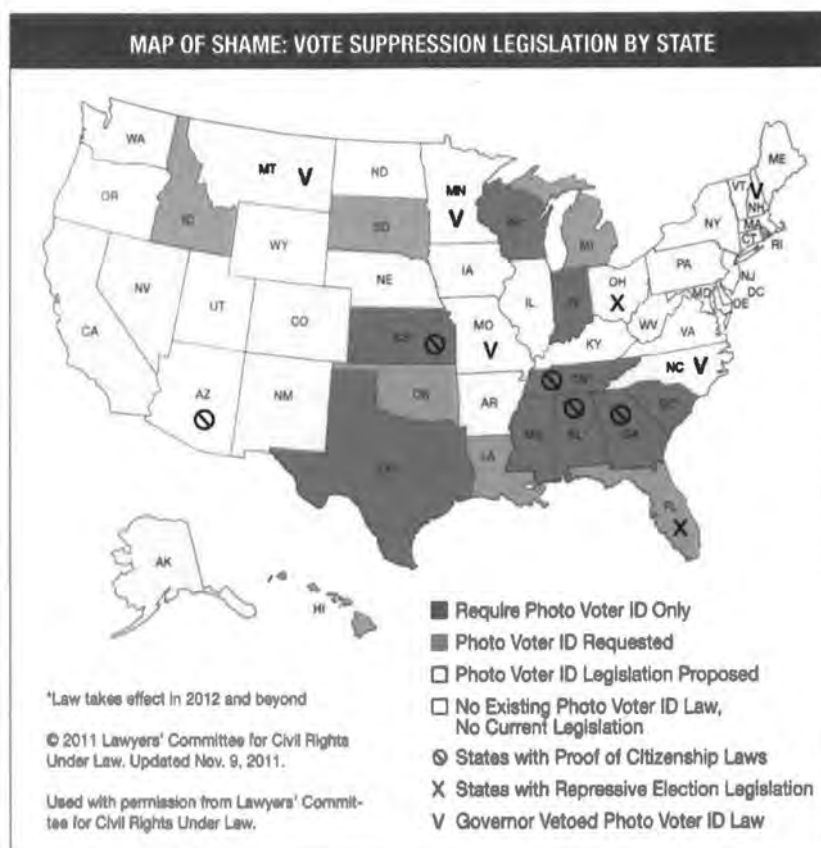 MAP OF SHAME: VOTE SUPPRESSION LEGISLATION BY STATE
WA
MT V
ND
MN
V
ME
OR
ID
SD
WI
MI
VT V
NH
NY
MA
CT
RI
WY
NV
UT
CO
NE
IA
IL
IN
OH
X
PA
NJ
MD
DC
DE
WV
VA
KY
CA
MO
V
NC V
AZ
NM
OK
AR
MS
AL
GA
LA
FL
X
AK
HI
■ Require Photo Voter ID Only
■ Photo Voter ID Requested
□ Photo Voter ID Legislation Proposed
□ No Existing Photo Voter ID Law,
No Current Legislation
⦸ States with Proof of Citizenship Laws
X States with Repressive Election Legislation
V Governor Vetoed Photo Voter ID Law
*Law takes effect in 2012 and beyond
© 2011 Lawyers' Committee for Civil Rights
Under Law. Updated Nov. 9, 2011.
Used with permission from Lawyers' Commit-
tee for Civil Rights Under Law.